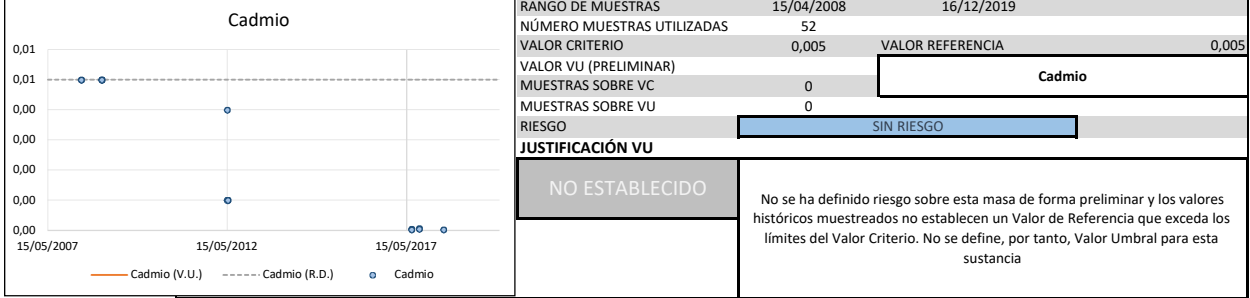 Cadmio
0,01
0,01
0,00
0,00
0,00
0,00
0,00
15/05/2007 15/05/2012 15/05/2017
Cadmio (V.U.) Cadmio (R.D.) Cadmio
RANGO DE MUESTRAS 15/04/2008 16/12/2019
NÚMERO MUESTRAS UTILIZADAS 52
VALOR CRITERIO 0,005 VALOR REFERENCIA 0,005
VALOR VU (PRELIMINAR)
Cadmio
MUESTRAS SOBRE VC 0
MUESTRAS SOBRE VU 0
RIESGO SIN RIESGO
JUSTIFICACIÓN VU
NO ESTABLECIDO
No se ha definido riesgo sobre esta masa de forma preliminar y los valores
históricos muestreados no establecen un Valor de Referencia que exceda los
límites del Valor Criterio. No se define, por tanto, Valor Umbral para esta
sustancia